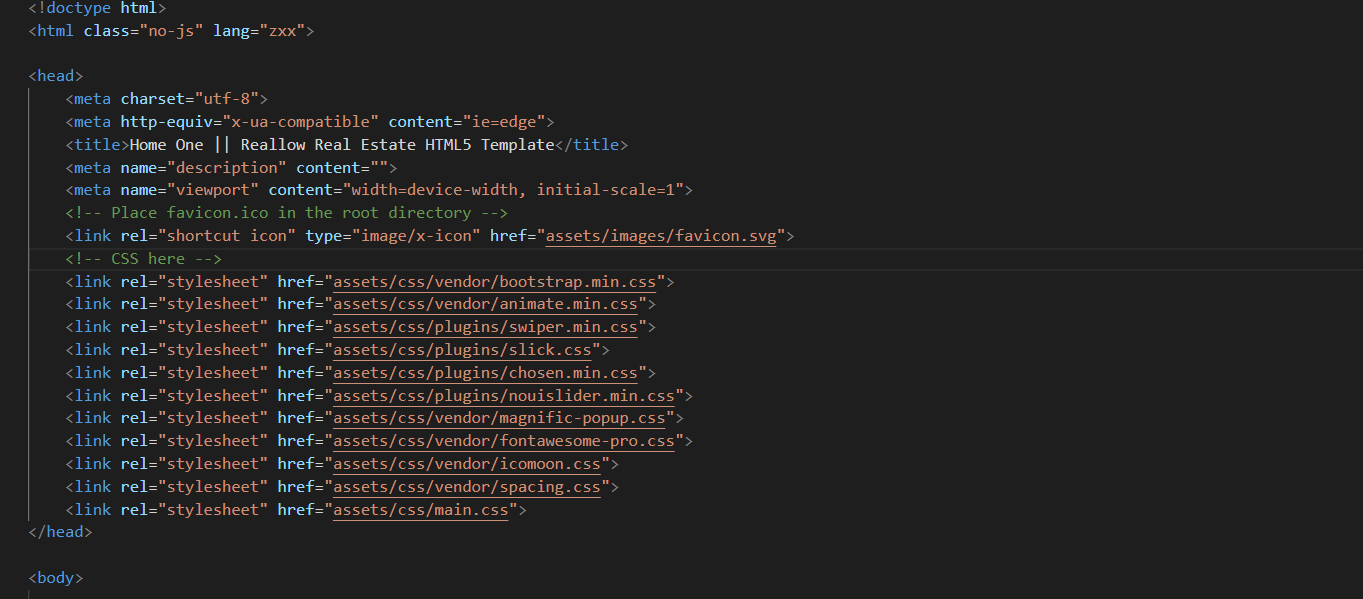 <!doctype html>
<html class="no-js" lang="zxx">
<head>
<meta charset="utf-8">
<meta http-equiv="x-ua-compatible" content="ie=edge">
<title>Home One || Reallow Real Estate HTML5 Template</title>
<meta name="description" content="">
<meta name="viewport" content="width=device-width, initial-scale=1">
<!-- Place favicon.ico in the root directory -->
<link rel="shortcut icon" type="image/x-icon" href="assets/images/favicon.svg">
<!-- CSS here -->
<link rel="stylesheet" href="assets/css/vendor/bootstrap.min.css">
<link rel="stylesheet" href="assets/css/vendor/animate.min.css">
<link rel="stylesheet" href="assets/css/plugins/swiper.min.css">
<link rel="stylesheet" href="assets/css/plugins/slick.css">
<link rel="stylesheet" href="assets/css/plugins/chosen.min.css">
<link rel="stylesheet" href="assets/css/plugins/nouislider.min.css">
<link rel="stylesheet" href="assets/css/vendor/magnific-popup.css">
<link rel="stylesheet" href="assets/css/vendor/fontawesome-pro.css">
<link rel="stylesheet" href="assets/css/vendor/icomoon.css">
<link rel="stylesheet" href="assets/css/vendor/spacing.css">
<link rel="stylesheet" href="assets/css/main.css">
</head>
<body>